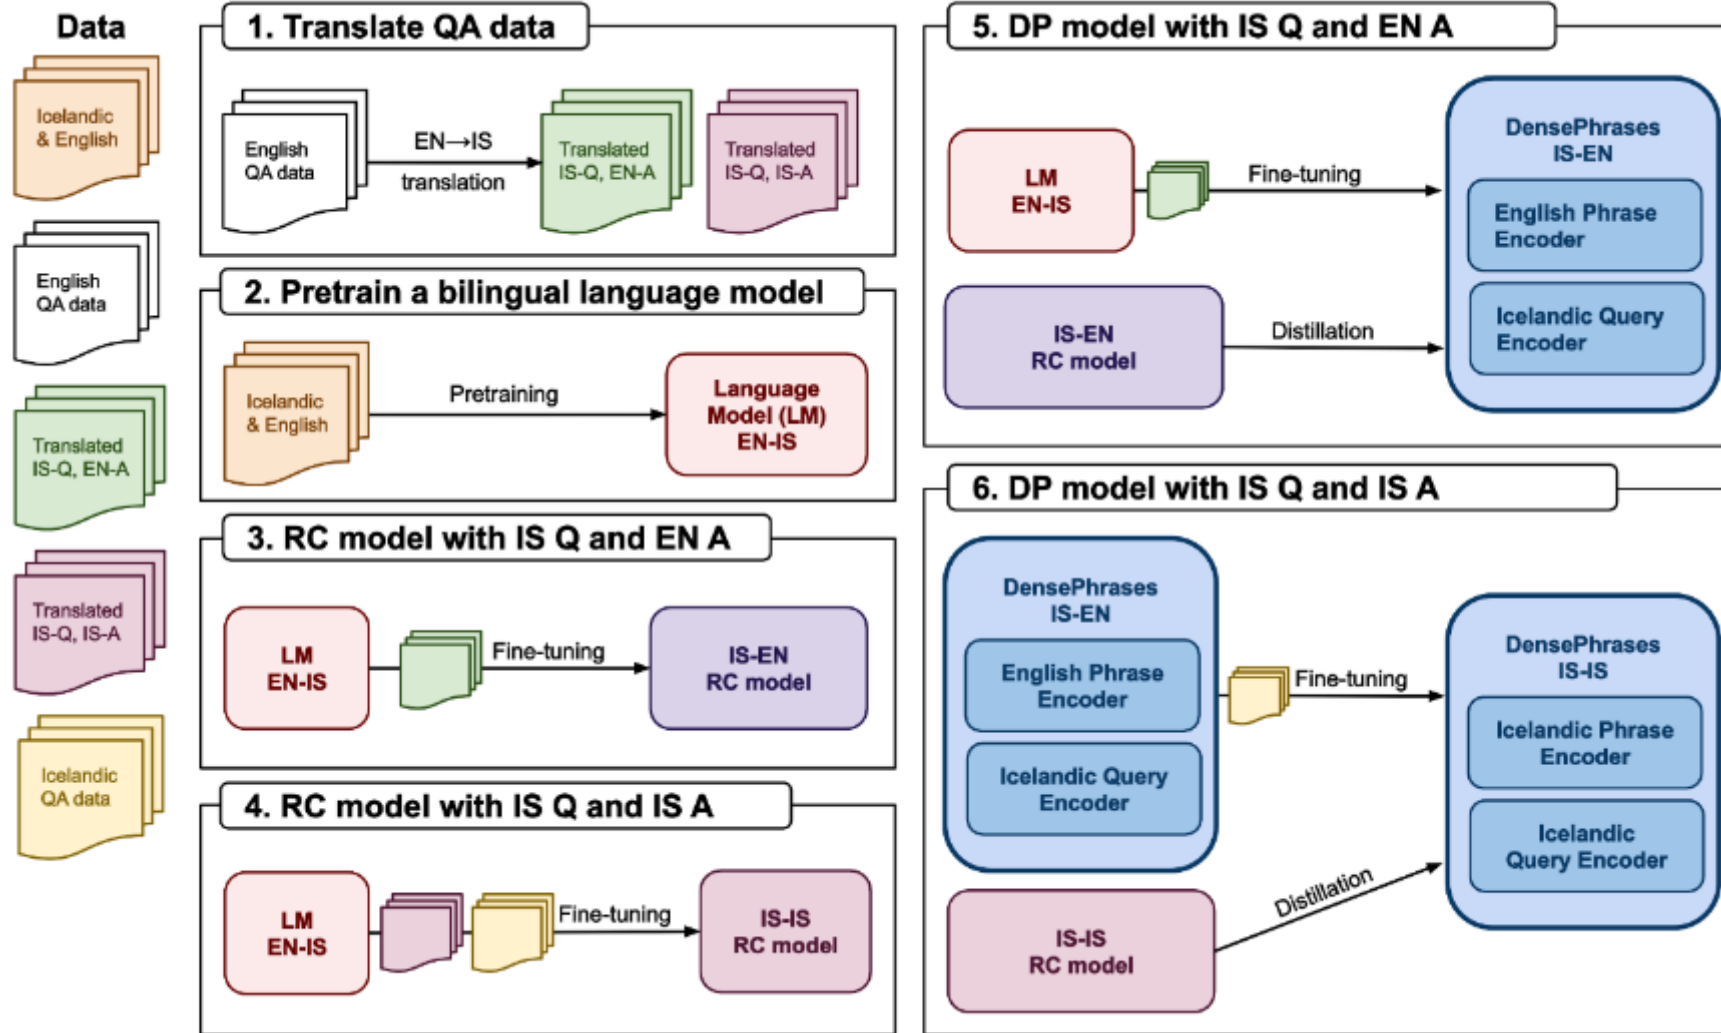 Data
Icelandic
& English
English
QA data
Translated
IS-Q, EN-A
Translated
IS-Q, IS-A
Icelandic
QA data
1. Translate QA data
English
QA data
EN→IS
translation
Translated
IS-Q, EN-A
Translated
IS-Q, IS-A
2. Pretrain a bilingual language model
Icelandic
& English
Pretraining
Language
Model (LM)
EN-IS
3. RC model with IS Q and EN A
LM
EN-IS
Fine-tuning
IS-EN
RC model
4. RC model with IS Q and IS A
LM
EN-IS
Fine-tuning
IS-IS
RC model
5. DP model with IS Q and EN A
LM
EN-IS
Fine-tuning
IS-EN
RC model
Distillation
DensePhrases
IS-EN
English Phrase
Encoder
Icelandic Query
Encoder
6. DP model with IS Q and IS A
DensePhrases
IS-EN
English Phrase
Encoder
Icelandic Query
Encoder
Fine-tuning
IS-IS
RC model
Distillation
DensePhrases
IS-IS
Icelandic Phrase
Encoder
Icelandic
Query Encoder